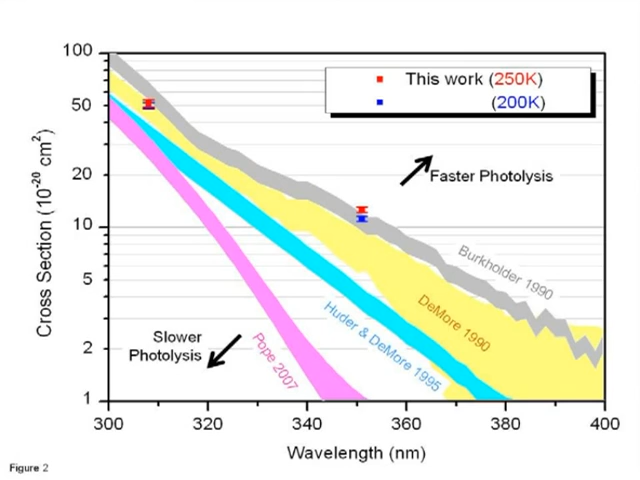 100
50
20
10
5
2
1
Cross Section (10⁻²⁰ cm²)
This work (250K)
(200K)
Faster Photolysis
Burkholder 1990
DeMore 1990
Huder & DeMore 1995
Pope 2007
Slower
Photolysis
300 320 340 360 380 400
Wavelength (nm)
Figure 2